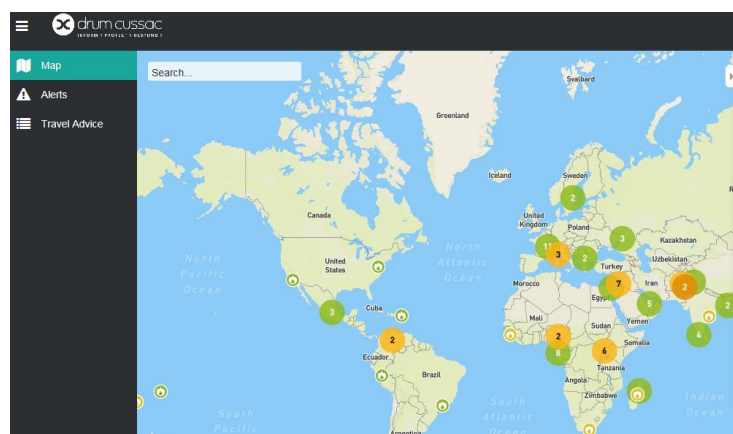 drum cussac
INFORM > PROTECT > RESPOND >
Map
Alerts
Travel Advice
Search...
Svalbard
Greenland
Iceland
Sweden
2
Canada
United
Kingdom
Poland
11
3
2
3
Kazakhstan
North
Pacific
Ocean
United
States
North
Atlantic
Ocean
Turkey
Uzbekistan
Morocco
7
Iran
2
Egypt
5
2
3
Cuba
Mali
Sudan
Yemen
4
2
2
8
6
Somalia
Ecuador
Brazil
Tanzania
Angola
Zimbabwe
Indian
Ocean
South
Pacific
South
Atlantic
Ocean
Argentina